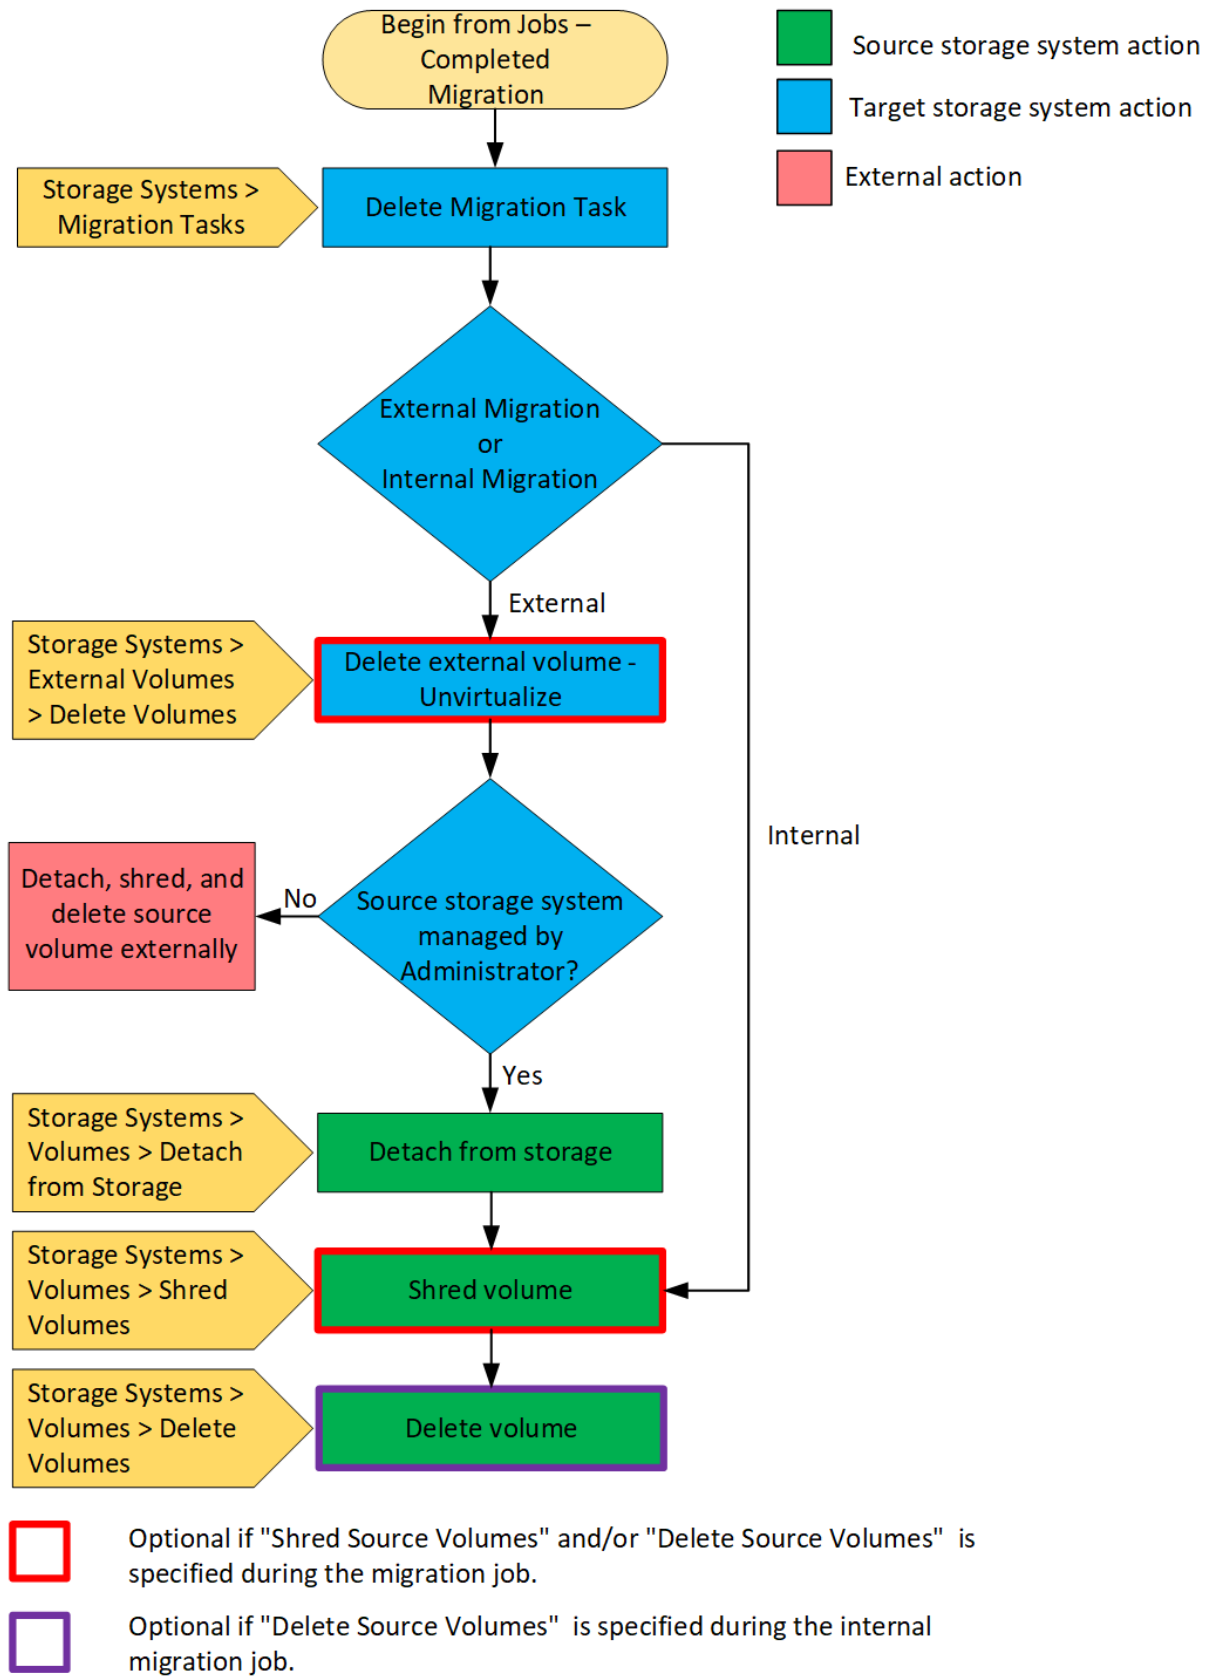 Begin from Jobs –
Completed
Migration
Source storage system action
Target storage system action
External action
Storage Systems >
Migration Tasks
Delete Migration Task
External Migration
or
Internal Migration
External
Storage Systems >
External Volumes
> Delete Volumes
Delete external volume -
Unvirtualize
Internal
Detach, shred, and
delete source
volume externally
No
Source storage system
managed by
Administrator?
Yes
Storage Systems >
Volumes > Detach
from Storage
Detach from storage
Storage Systems >
Volumes > Shred
Volumes
Shred volume
Storage Systems >
Volumes > Delete
Volumes
Delete volume
Optional if "Shred Source Volumes" and/or "Delete Source Volumes"  is
specified during the migration job.
Optional if "Delete Source Volumes"  is specified during the internal
migration job.